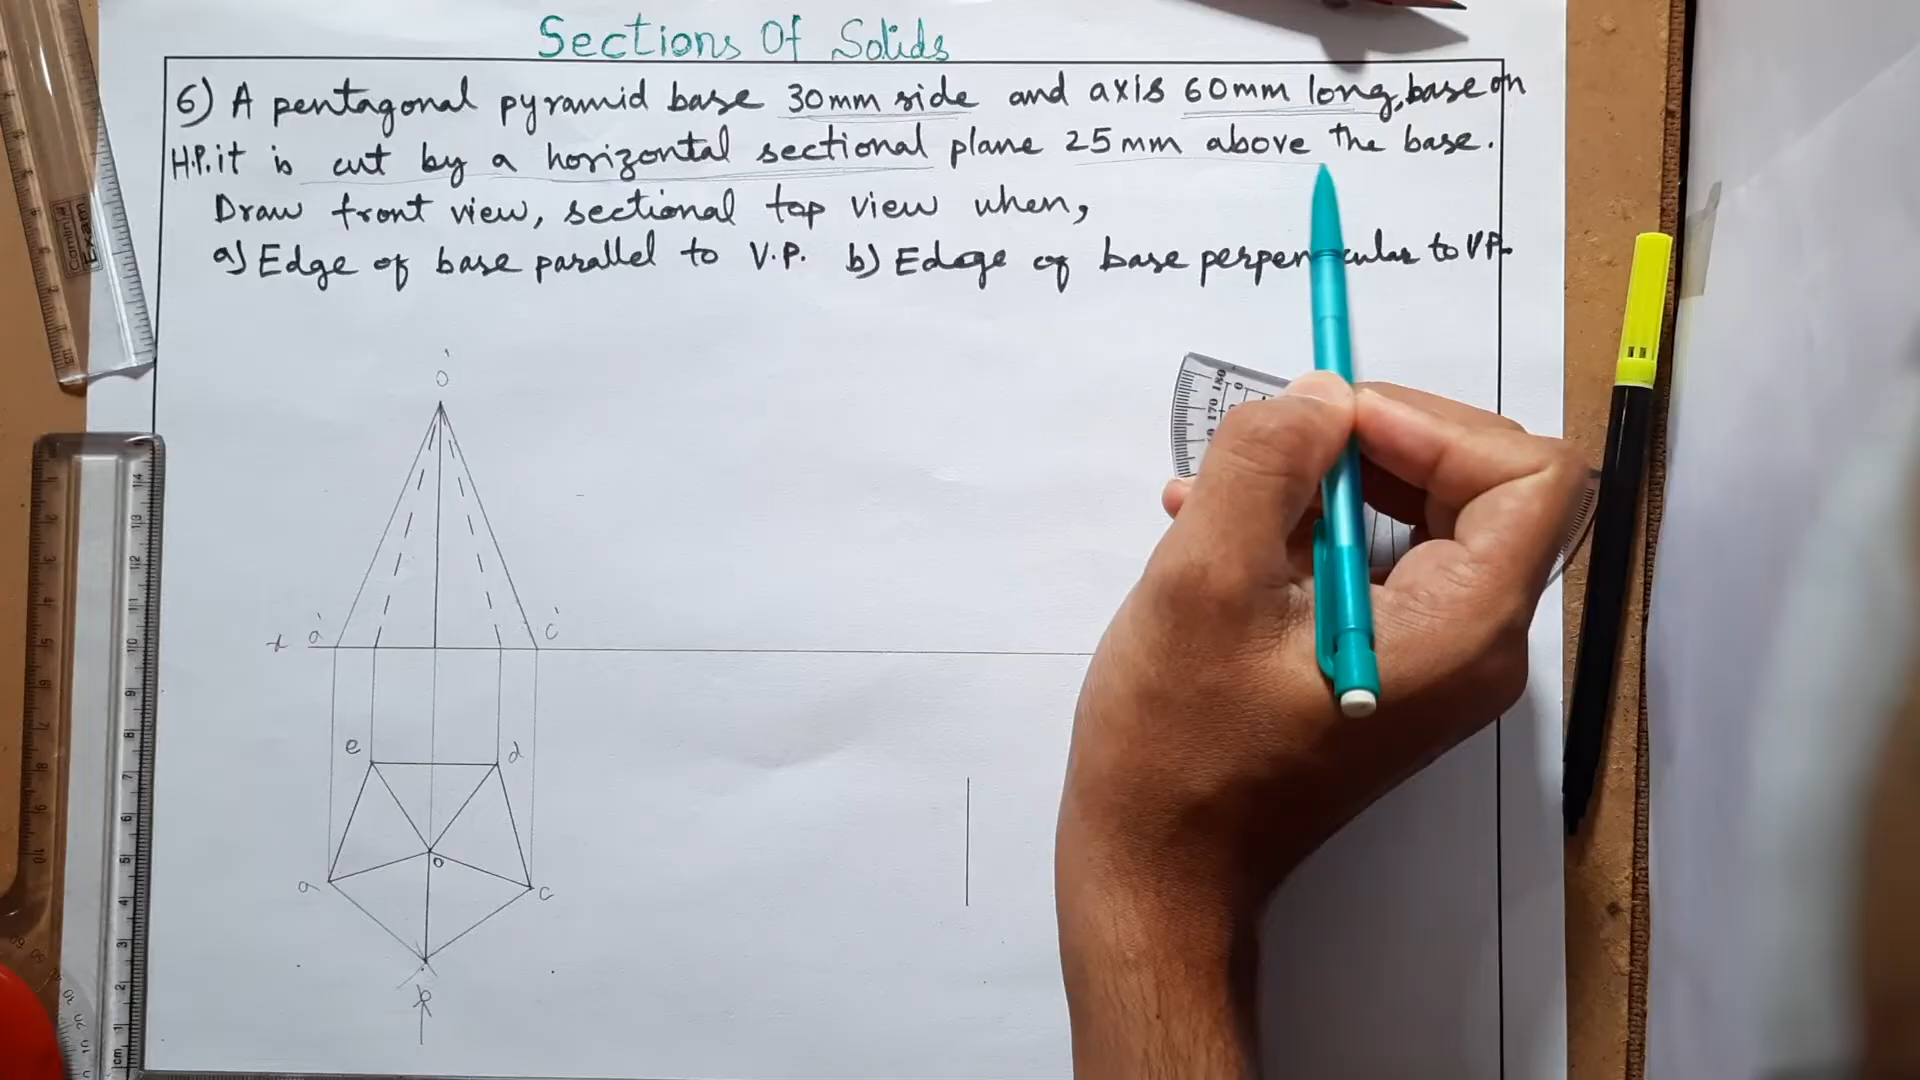 Sections Of Solids
6) A pentagonal pyramid base 30mm side and axis 60mm long, base on
H.P. it is cut by a horizontal sectional plane 25mm above the base.
Draw front view, sectional top view when,
a) Edge of base parallel to V.P. b) Edge of base perpen cular to V.P.
o'
x a' c'
e d
o
a c
b